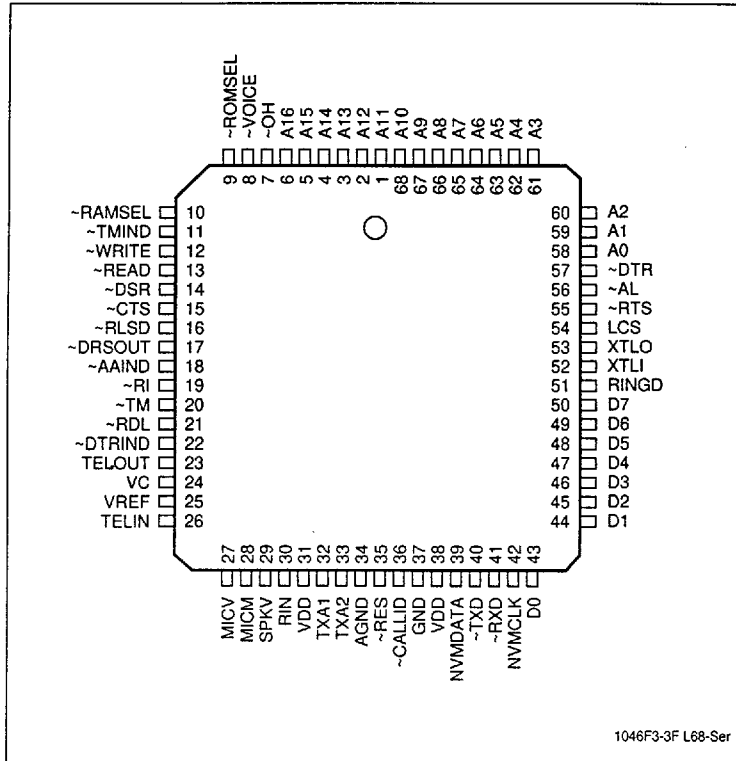 ~ROMSEL
~VOICE
~OH
A16
A15
A14
A13
A12
A11
A10
A9
A8
A7
A6
A5
A4
A3
9 8 7 6 5 4 3 2 1 68 67 66 65 64 63 62 61
~RAMSEL 10
~TMIND 11
~WRITE 12
~READ 13
~DSR 14
~CTS 15
~RLSD 16
~DRSOUT 17
~AAIND 18
~RI 19
~TM 20
~RDL 21
~DTRIND 22
TELOUT 23
VC 24
VREF 25
TELIN 26
60 A2
59 A1
58 A0
57 ~DTR
56 ~AL
55 ~RTS
54 LCS
53 XTLO
52 XTLI
51 RINGD
50 D7
49 D6
48 D5
47 D4
46 D3
45 D2
44 D1
27 28 29 30 31 32 33 34 35 36 37 38 39 40 41 42 43
MICV
MICM
SPKV
RIN
VDD
TXA1
TXA2
AGND
~RES
~CALLID
GND
VDD
NVMDATA
~TXD
~RXD
NVMCLK
D0
1046F3-3F L68-Ser